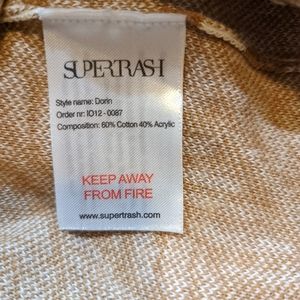 SUPERTRASH
Style name: Dorin
Order nr: IO12 - 0087
Composition: 60% Cotton 40% Acrylic
KEEP AWAY
FROM FIRE
www.supertrash.com